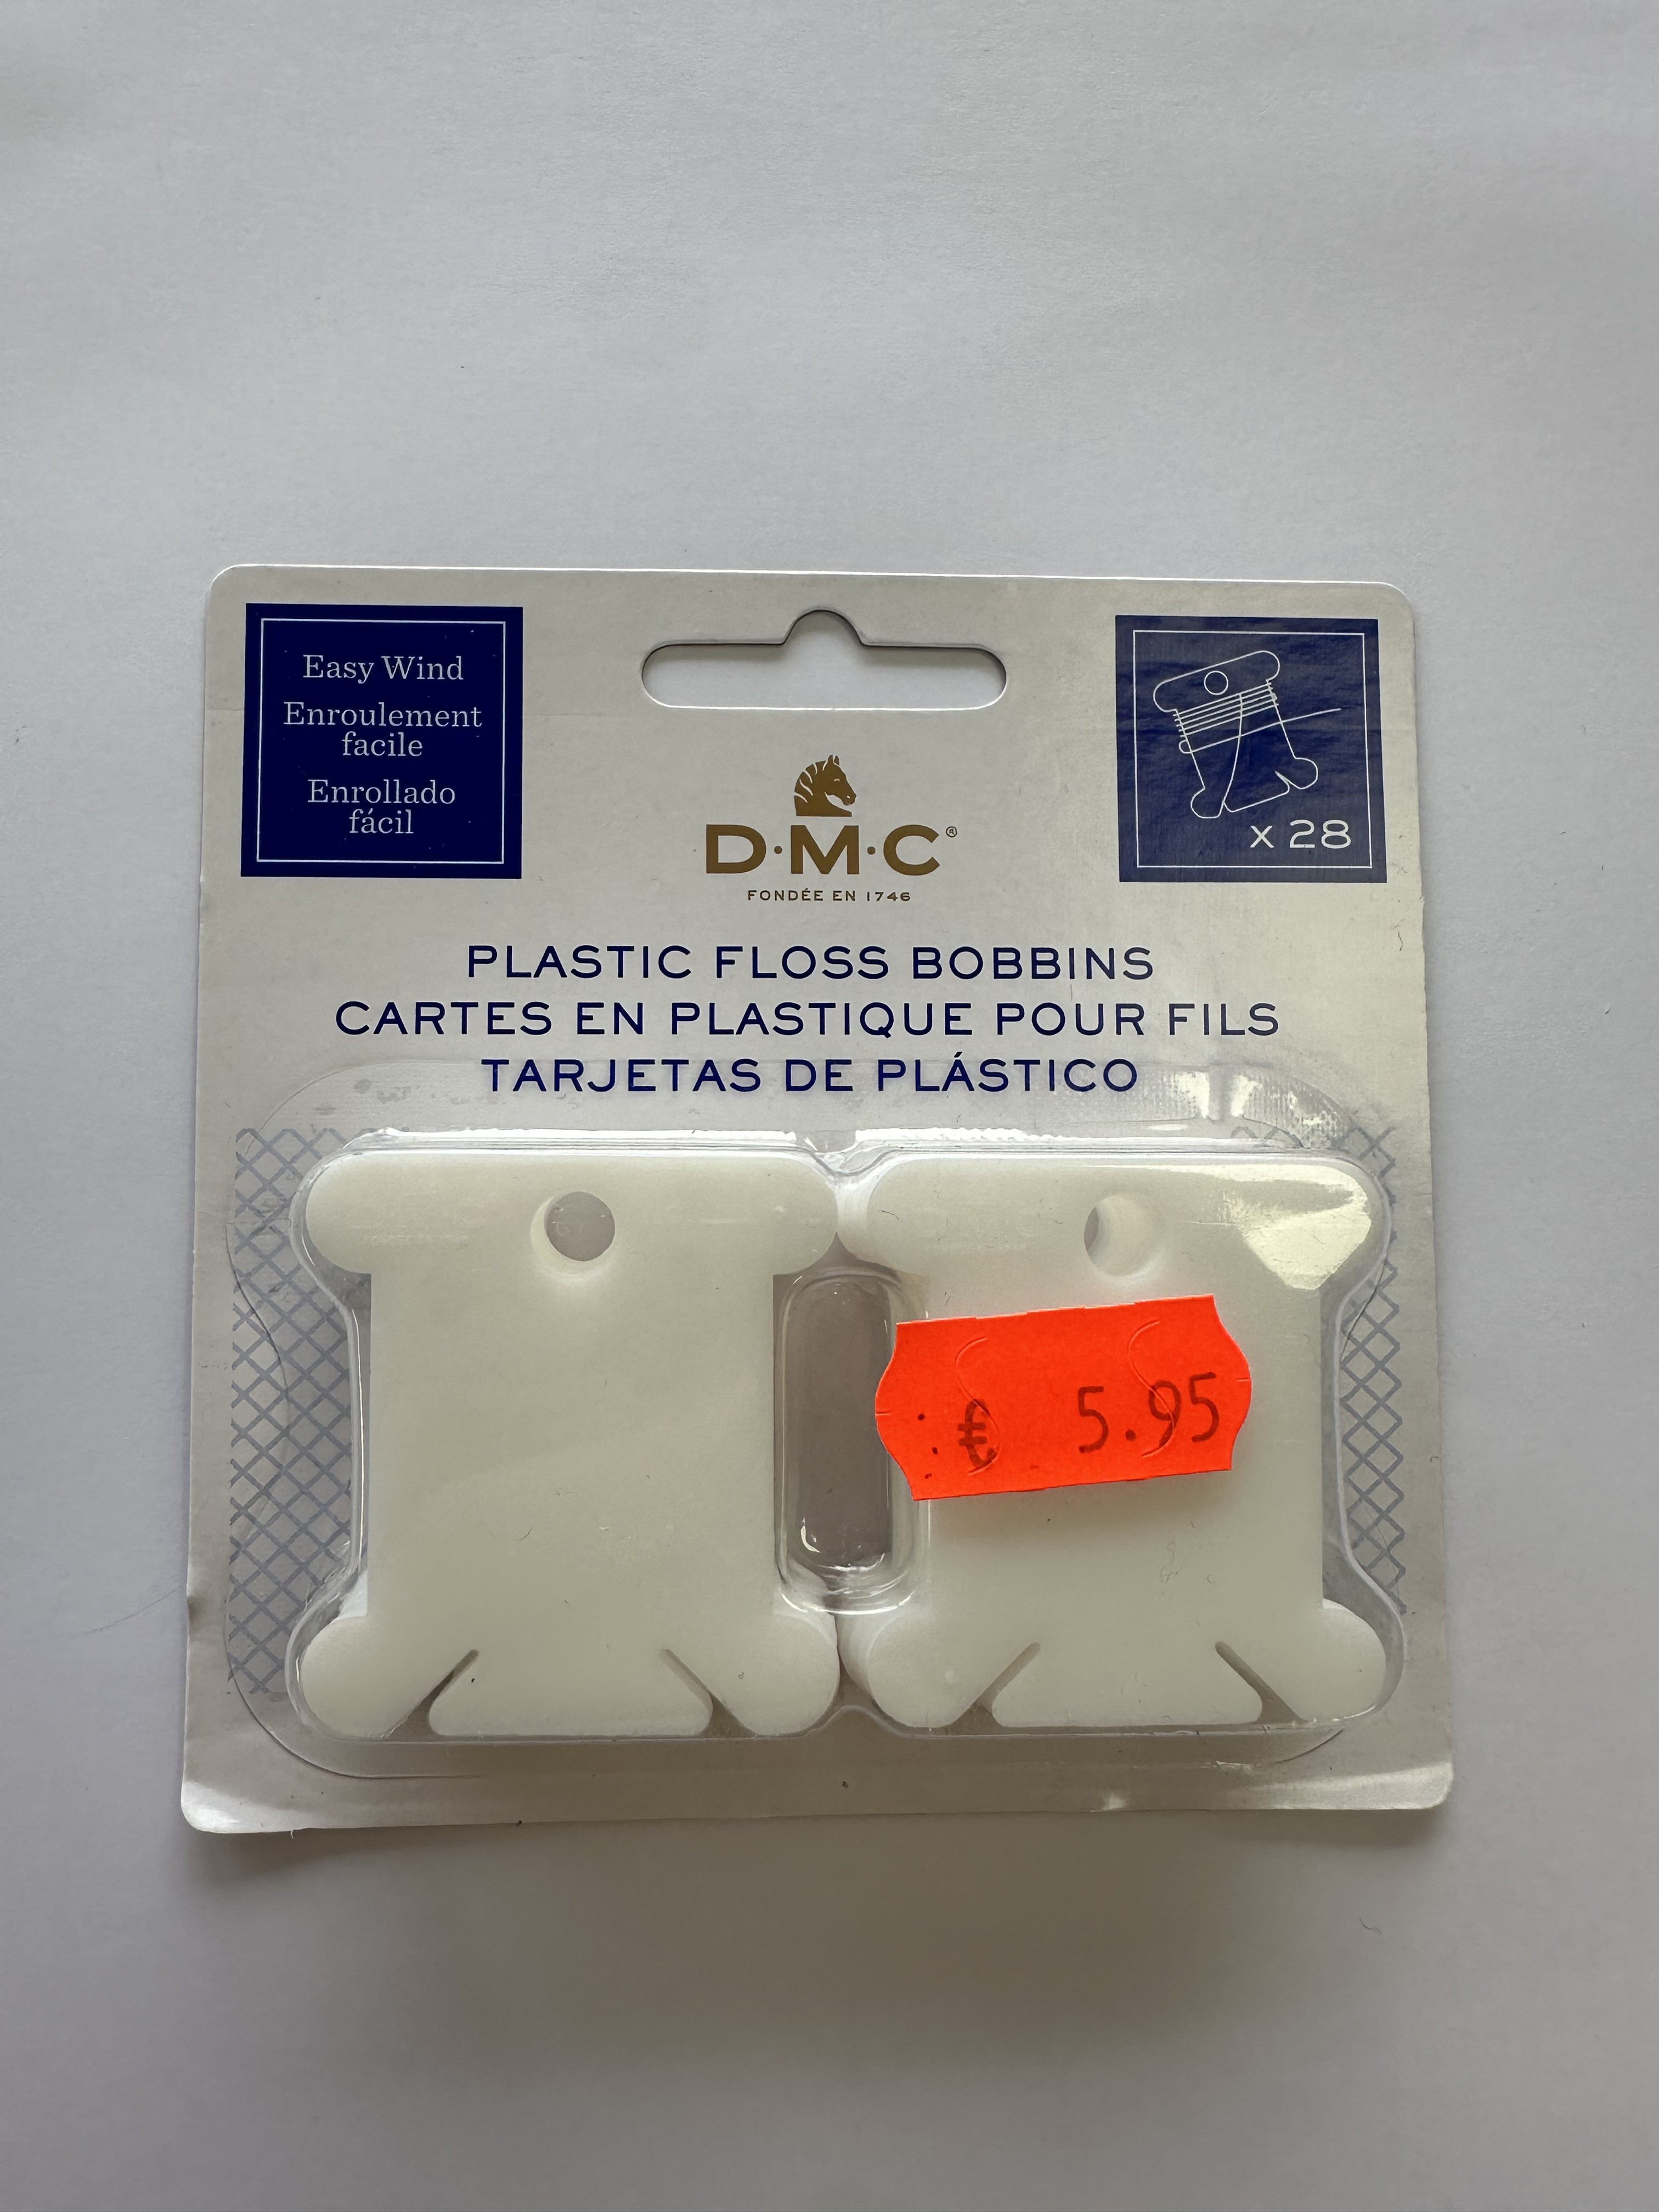 Easy Wind
Enroulement
facile
Enrollado
fácil
x 28
D·M·C®
FONDÉE EN 1746
PLASTIC FLOSS BOBBINS
CARTES EN PLASTIQUE POUR FILS
TARJETAS DE PLÁSTICO
€ 5.95